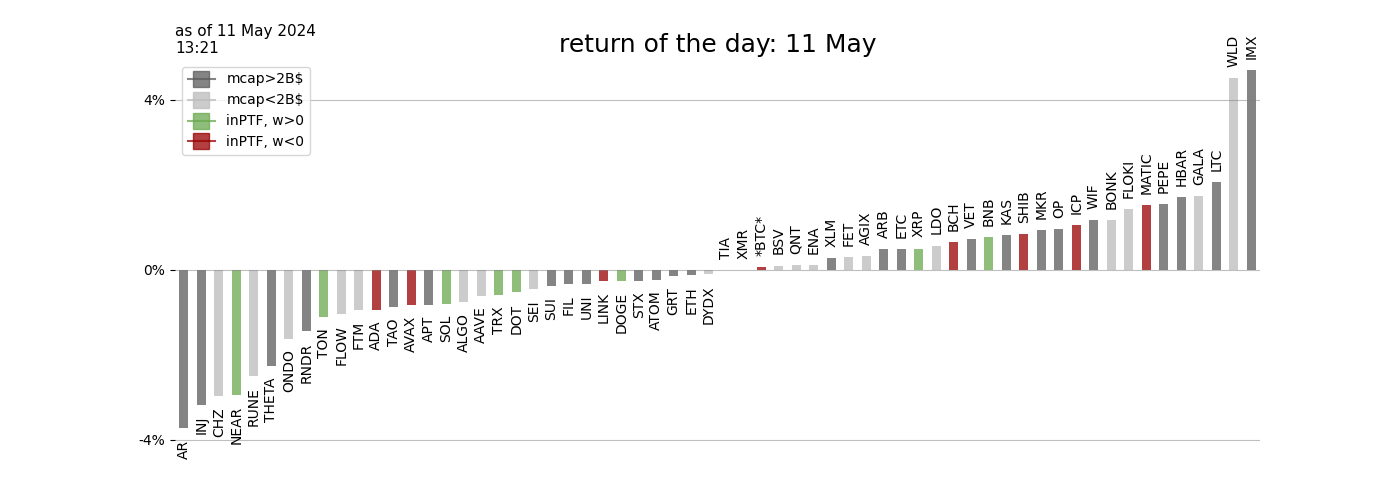 as of 11 May 2024
13:21
return of the day: 11 May
mcap>2B$
mcap<2B$
inPTF, w>0
inPTF, w<0
4%
0%
-4%
AR
INJ
CHZ
NEAR
RUNE
THETA
ONDO
RNDR
TON
FLOW
FTM
ADA
TAO
AVAX
APT
SOL
ALGO
AAVE
TRX
DOT
SEI
SUI
FIL
UNI
LINK
DOGE
STX
ATOM
GRT
ETH
DYDX
TIA
XMR
*BTC*
BSV
QNT
ENA
XLM
FET
AGIX
ARB
ETC
XRP
LDO
BCH
VET
BNB
KAS
SHIB
MKR
OP
ICP
WIF
BONK
FLOKI
MATIC
PEPE
HBAR
GALA
LTC
WLD
IMX